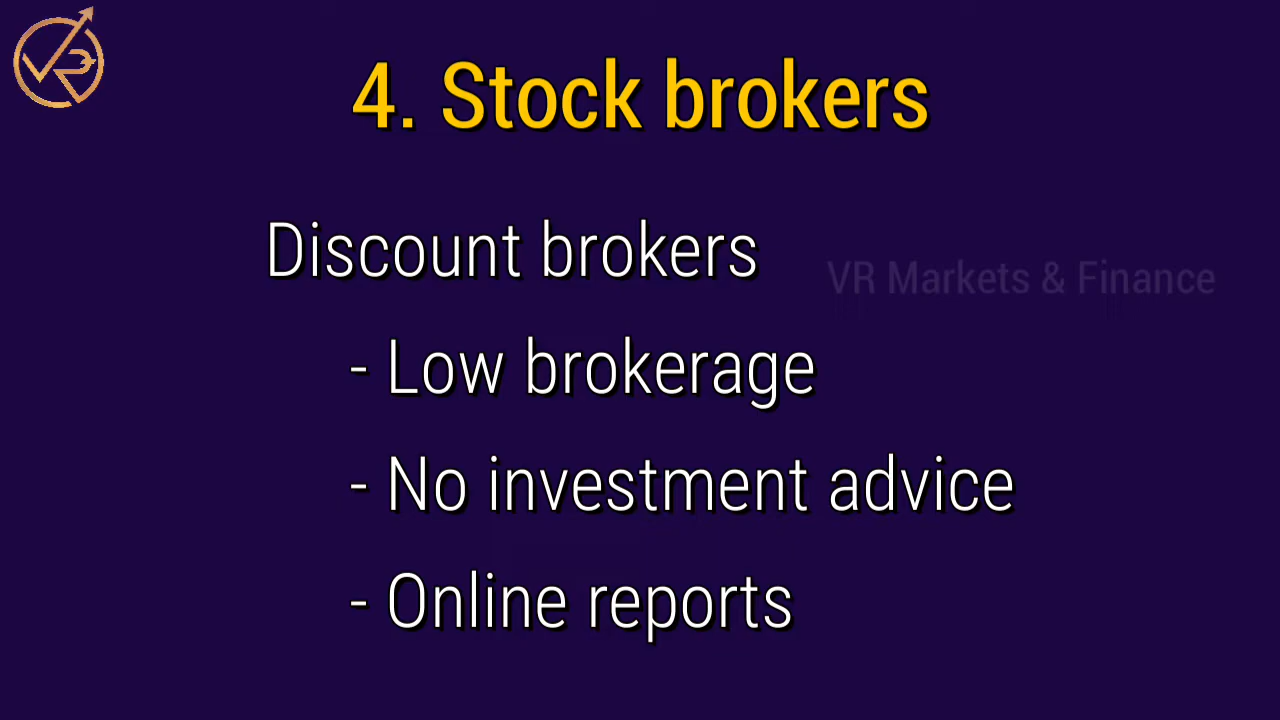 4. Stock brokers
Discount brokers
VR Markets & Finance
- Low brokerage
- No investment advice
- Online reports